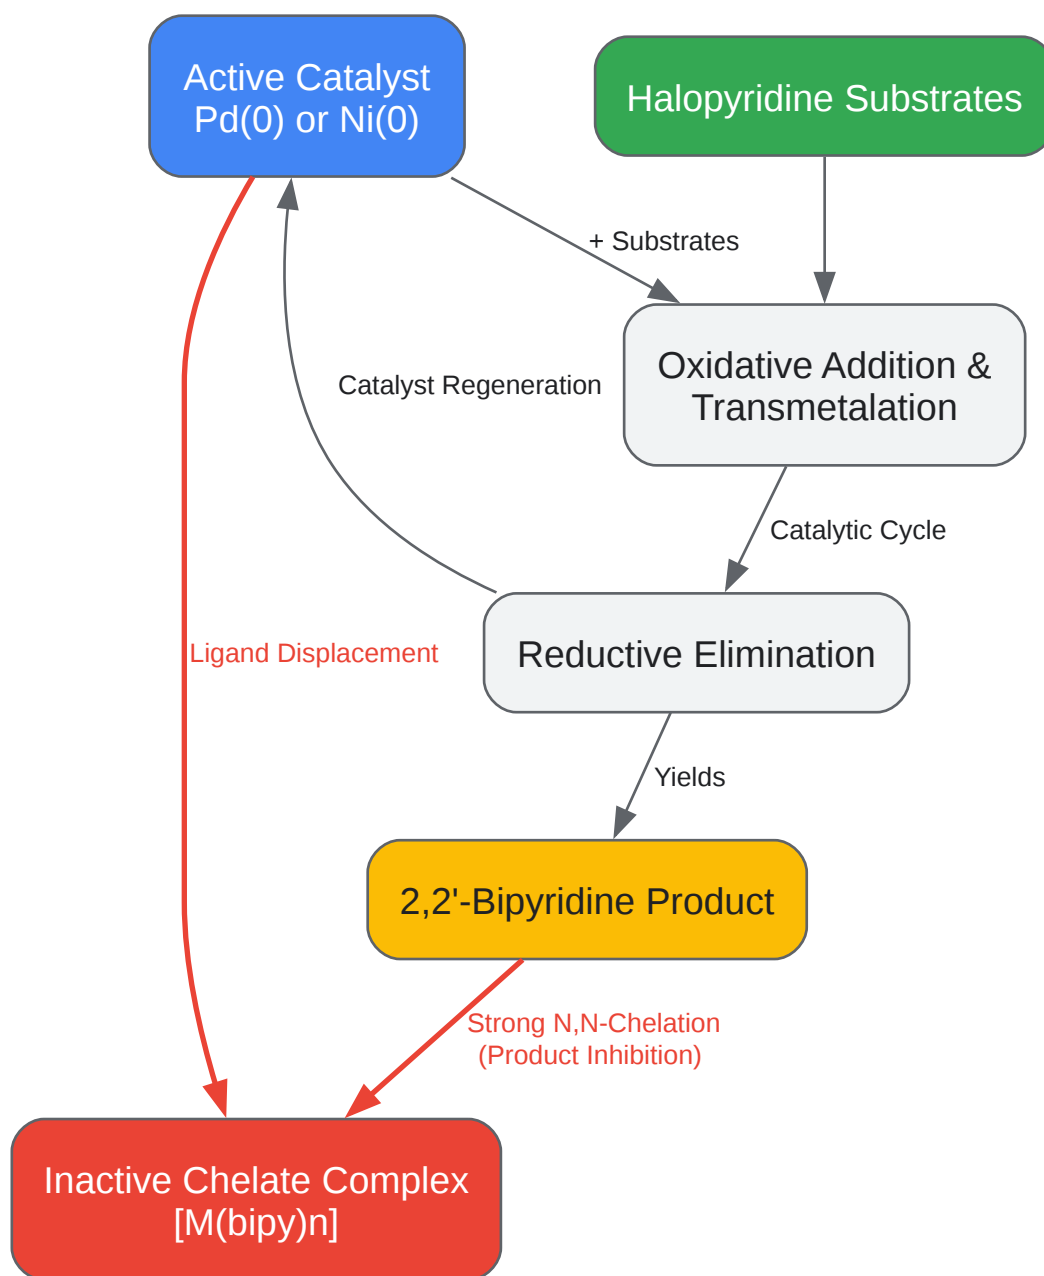 Active Catalyst
Pd(0) or Ni(0)
Halopyridine Substrates
+ Substrates
Oxidative Addition &
Transmetalation
Catalyst Regeneration
Catalytic Cycle
Reductive Elimination
Ligand Displacement
Yields
2,2'-Bipyridine Product
Strong N,N-Chelation
(Product Inhibition)
Inactive Chelate Complex
[M(bipy)n]